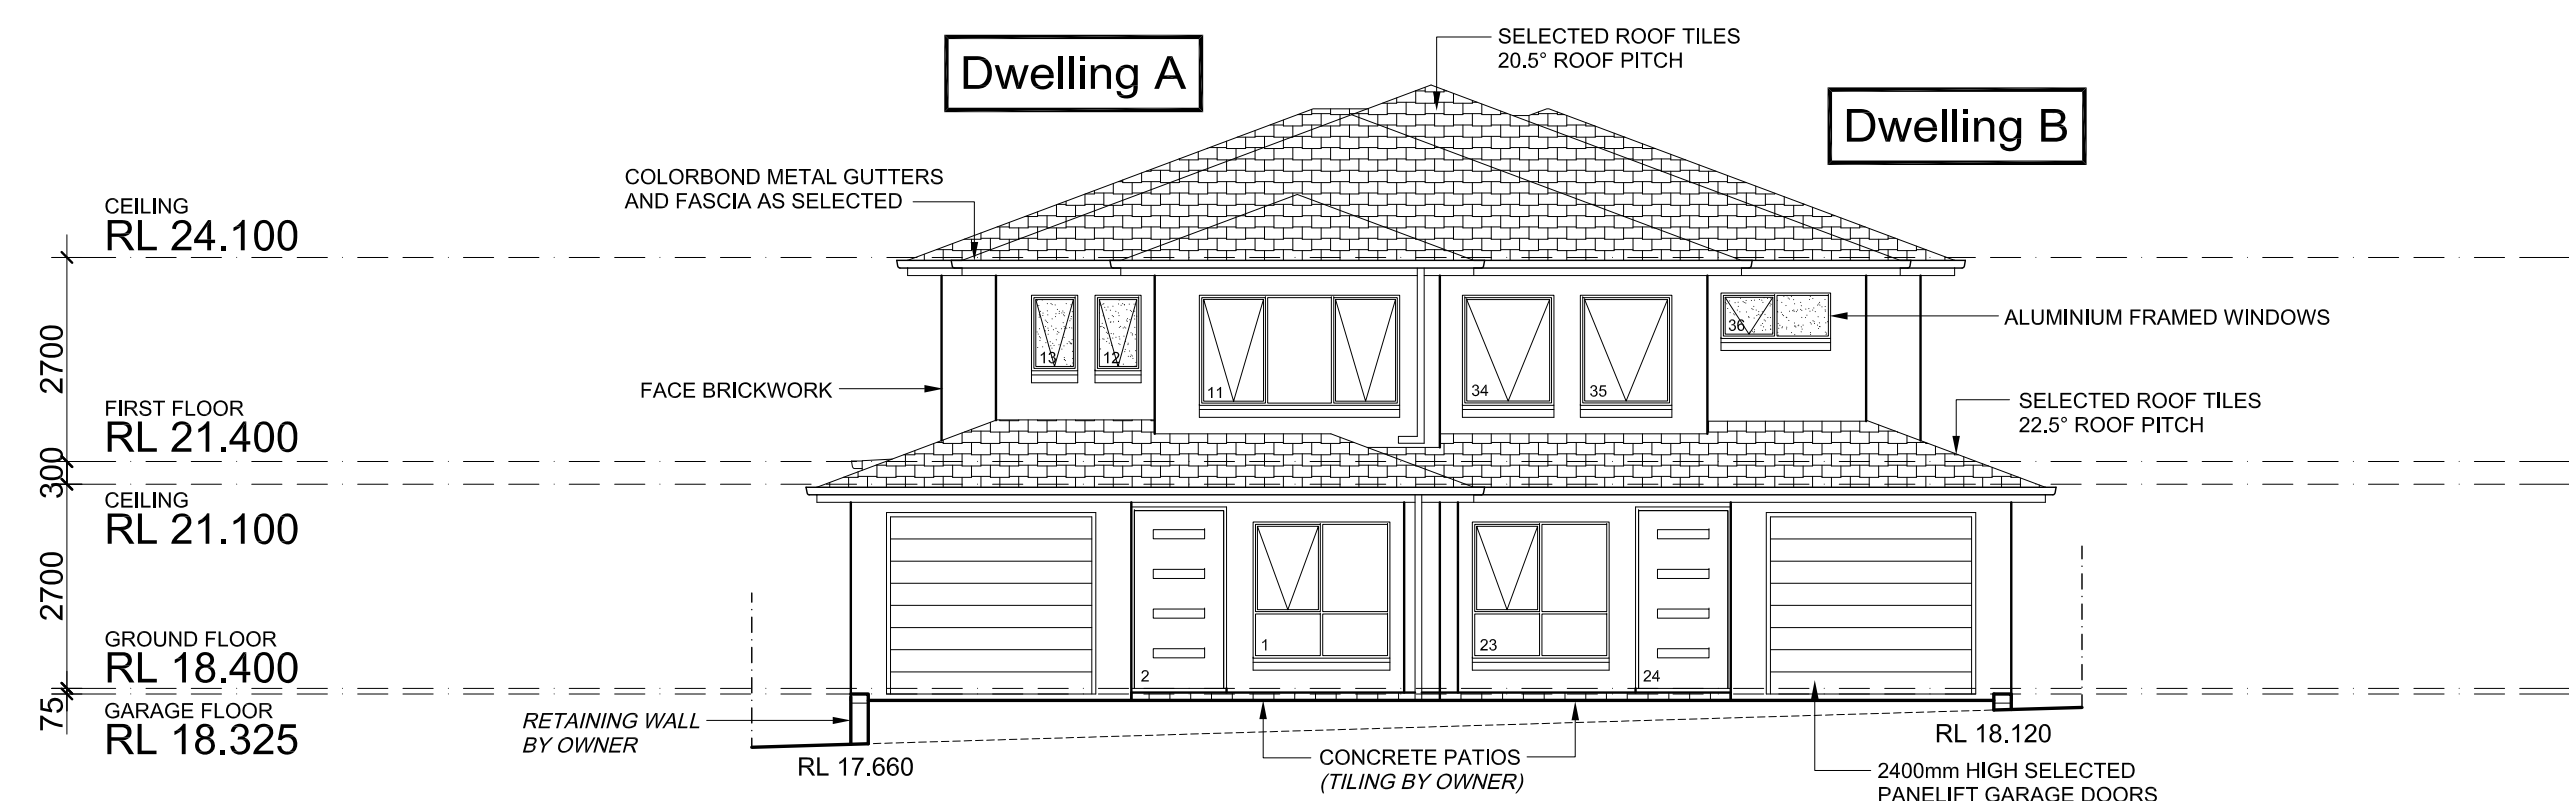 Dwelling A
SELECTED ROOF TILES
20.5° ROOF PITCH
Dwelling B
COLORBOND METAL GUTTERS
AND FASCIA AS SELECTED
CEILING
RL 24.100
2700
ALUMINIUM FRAMED WINDOWS
36
13
12
11
34
35
FACE BRICKWORK
SELECTED ROOF TILES
22.5° ROOF PITCH
FIRST FLOOR
RL 21.400
300
CEILING
RL 21.100
2700
GROUND FLOOR
RL 18.400
2
1
23
24
75
GARAGE FLOOR
RL 18.325
RETAINING WALL
BY OWNER
RL 17.660
CONCRETE PATIOS
(TILING BY OWNER)
RL 18.120
2400mm HIGH SELECTED
PANELIFT GARAGE DOORS